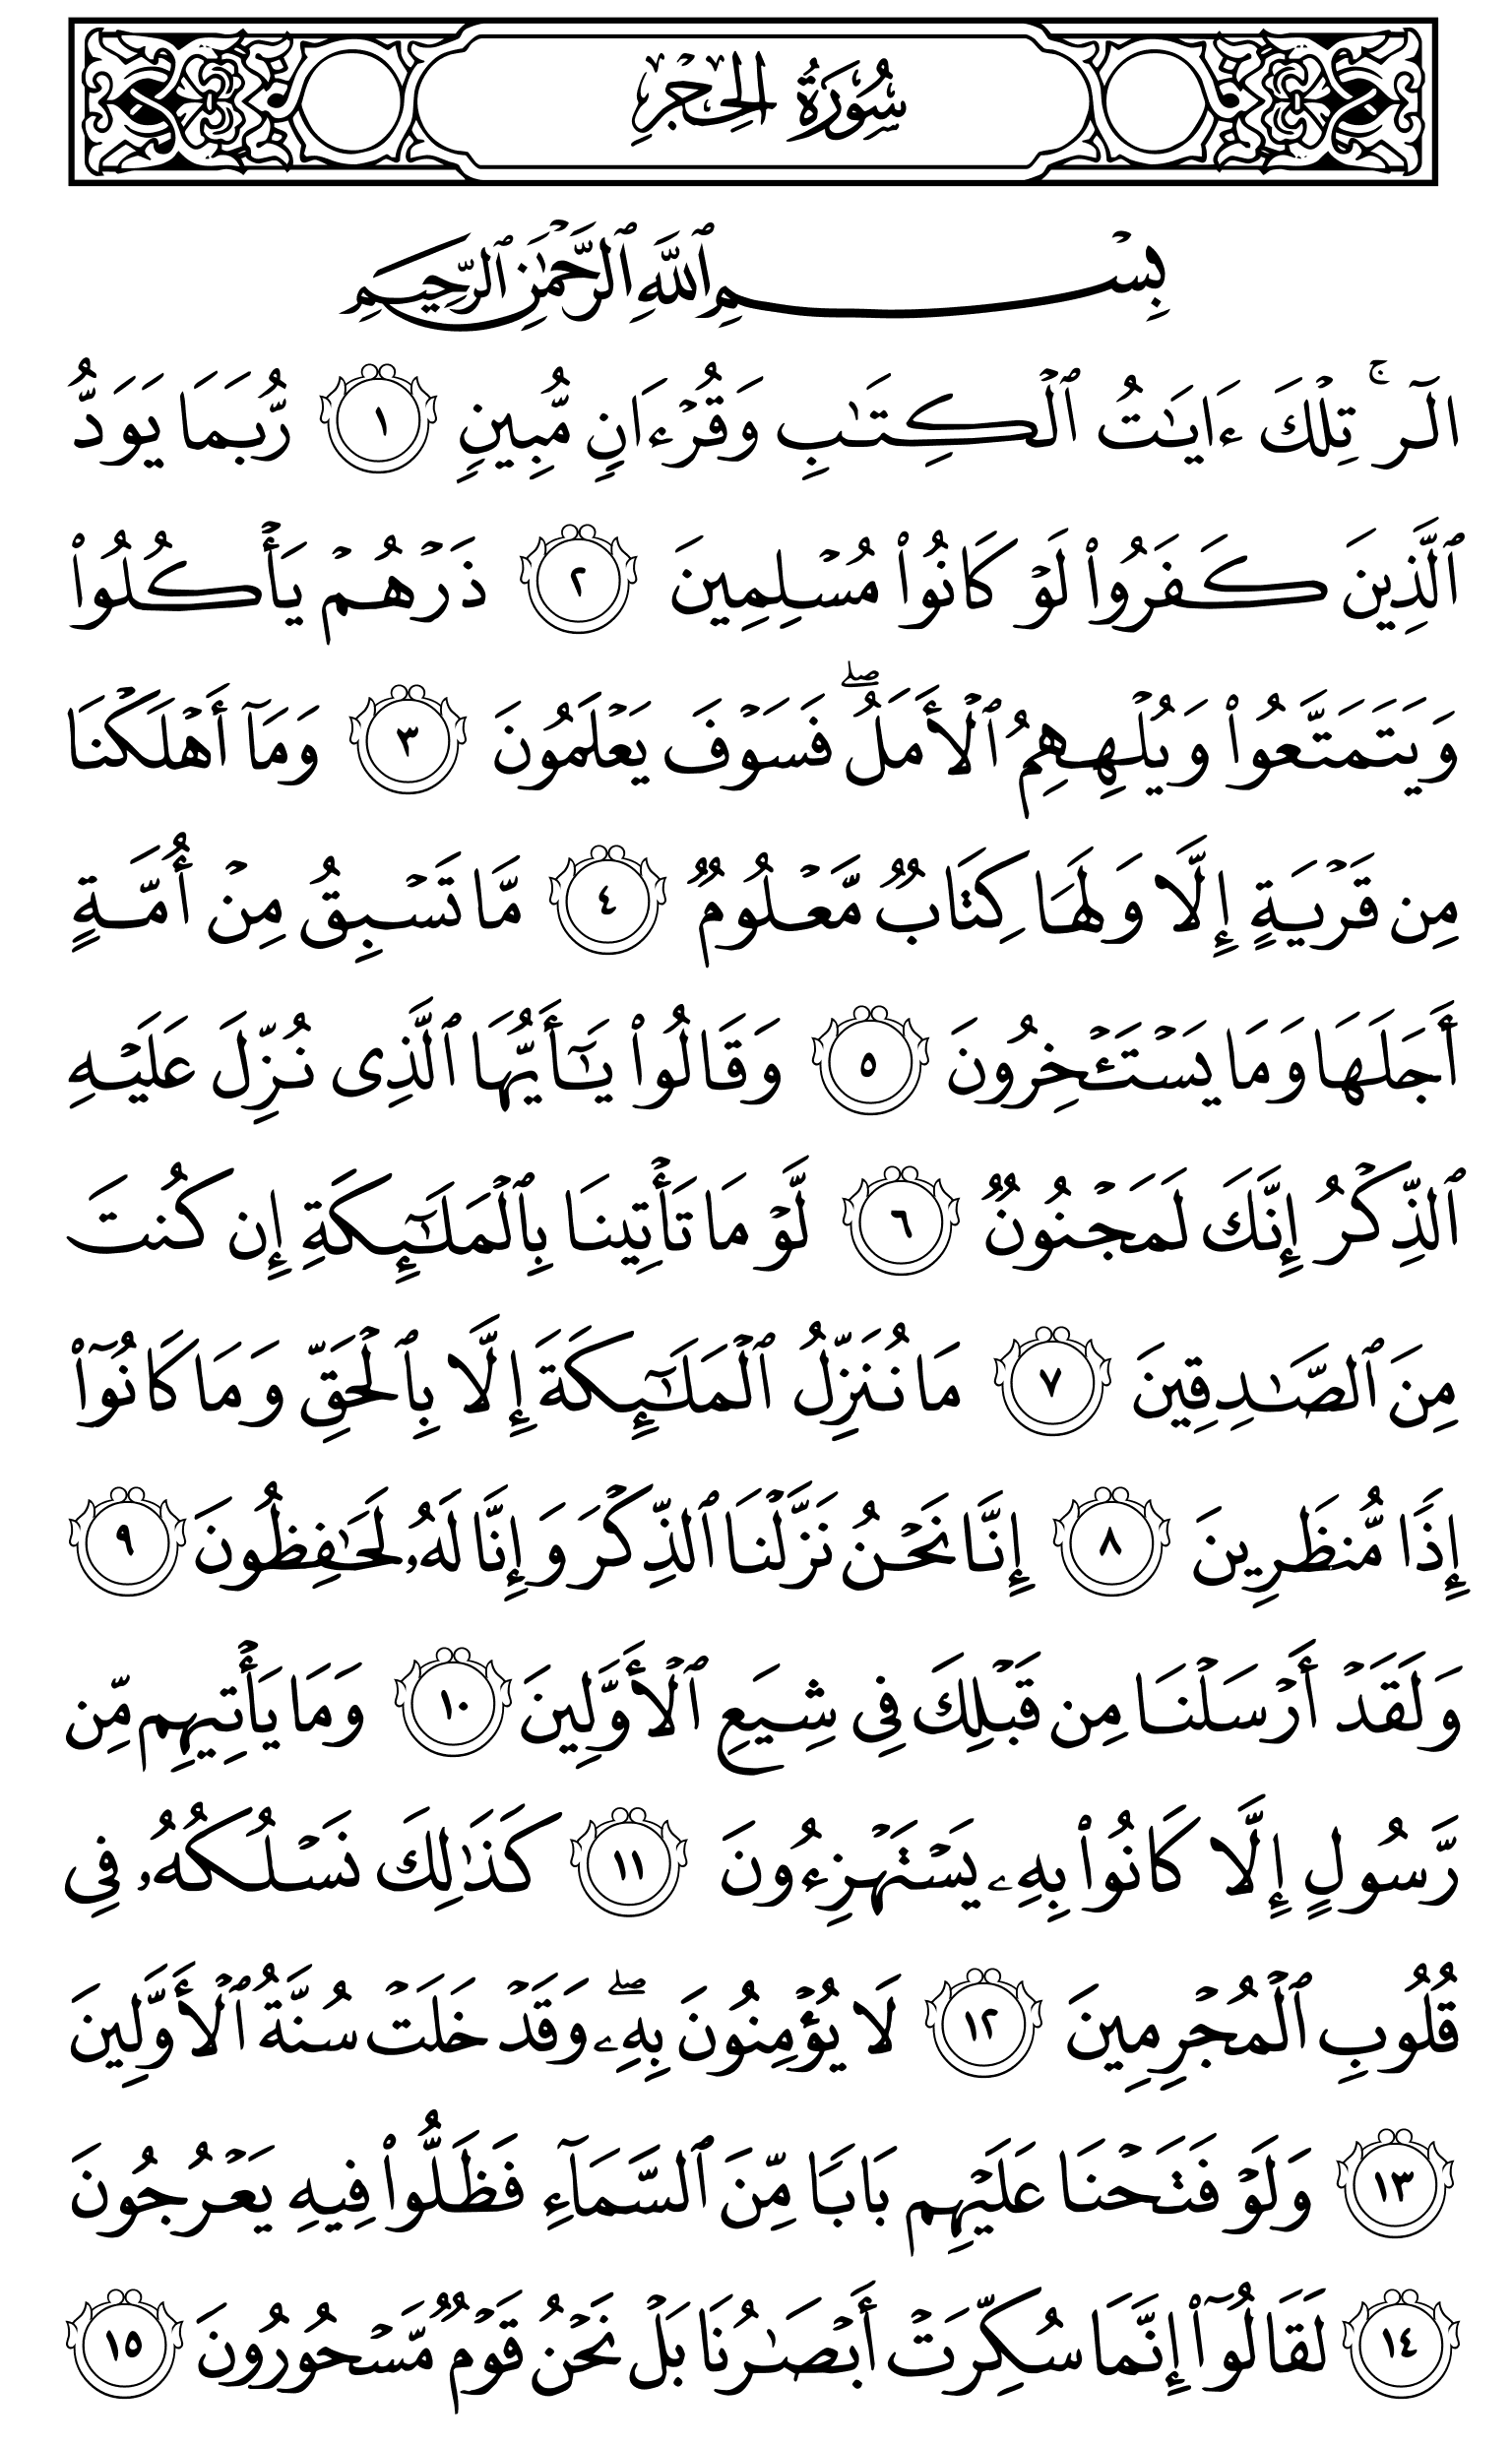 سُورَةُ الحِجْرِ
بِسْمِ ٱللَّهِ ٱلرَّحْمَٰنِ ٱلرَّحِيمِ
الٓر ۚ تِلْكَ ءَايَٰتُ ٱلْكِتَٰبِ وَقُرْءَانٍ مُّبِينٍ ١ رُّبَمَا يَوَدُّ
ٱلَّذِينَ كَفَرُوا۟ لَوْ كَانُوا۟ مُسْلِمِينَ ٢ ذَرْهُمْ يَأْكُلُوا۟
وَيَتَمَتَّعُوا۟ وَيُلْهِهِمُ ٱلْأَمَلُ ۖ فَسَوْفَ يَعْلَمُونَ ٣ وَمَآ أَهْلَكْنَا
مِن قَرْيَةٍ إِلَّا وَلَهَا كِتَابٌ مَّعْلُومٌ ٤ مَّا تَسْبِقُ مِنْ أُمَّةٍ
أَجَلَهَا وَمَا يَسْتَـْٔخِرُونَ ٥ وَقَالُوا۟ يَٰٓأَيُّهَا ٱلَّذِى نُزِّلَ عَلَيْهِ
ٱلذِّكْرُ إِنَّكَ لَمَجْنُونٌ ٦ لَّوْ مَا تَأْتِينَا بِٱلْمَلَٰٓئِكَةِ إِن كُنتَ
مِنَ ٱلصَّٰدِقِينَ ٧ مَا نُنَزِّلُ ٱلْمَلَٰٓئِكَةَ إِلَّا بِٱلْحَقِّ وَمَا كَانُوٓا۟
إِذًا مُّنظَرِينَ ٨ إِنَّا نَحْنُ نَزَّلْنَا ٱلذِّكْرَ وَإِنَّا لَهُۥ لَحَٰفِظُونَ ٩
وَلَقَدْ أَرْسَلْنَا مِن قَبْلِكَ فِى شِيَعِ ٱلْأَوَّلِينَ ١٠ وَمَا يَأْتِيهِم مِّن
رَّسُولٍ إِلَّا كَانُوا۟ بِهِۦ يَسْتَهْزِءُونَ ١١ كَذَٰلِكَ نَسْلُكُهُۥ فِى
قُلُوبِ ٱلْمُجْرِمِينَ ١٢ لَا يُؤْمِنُونَ بِهِۦ ۖ وَقَدْ خَلَتْ سُنَّةُ ٱلْأَوَّلِينَ
١٣ وَلَوْ فَتَحْنَا عَلَيْهِم بَابًا مِّنَ ٱلسَّمَآءِ فَظَلُّوا۟ فِيهِ يَعْرُجُونَ
١٤ لَقَالُوٓا۟ إِنَّمَا سُكِّرَتْ أَبْصَٰرُنَا بَلْ نَحْنُ قَوْمٌ مَّسْحُورُونَ ١٥